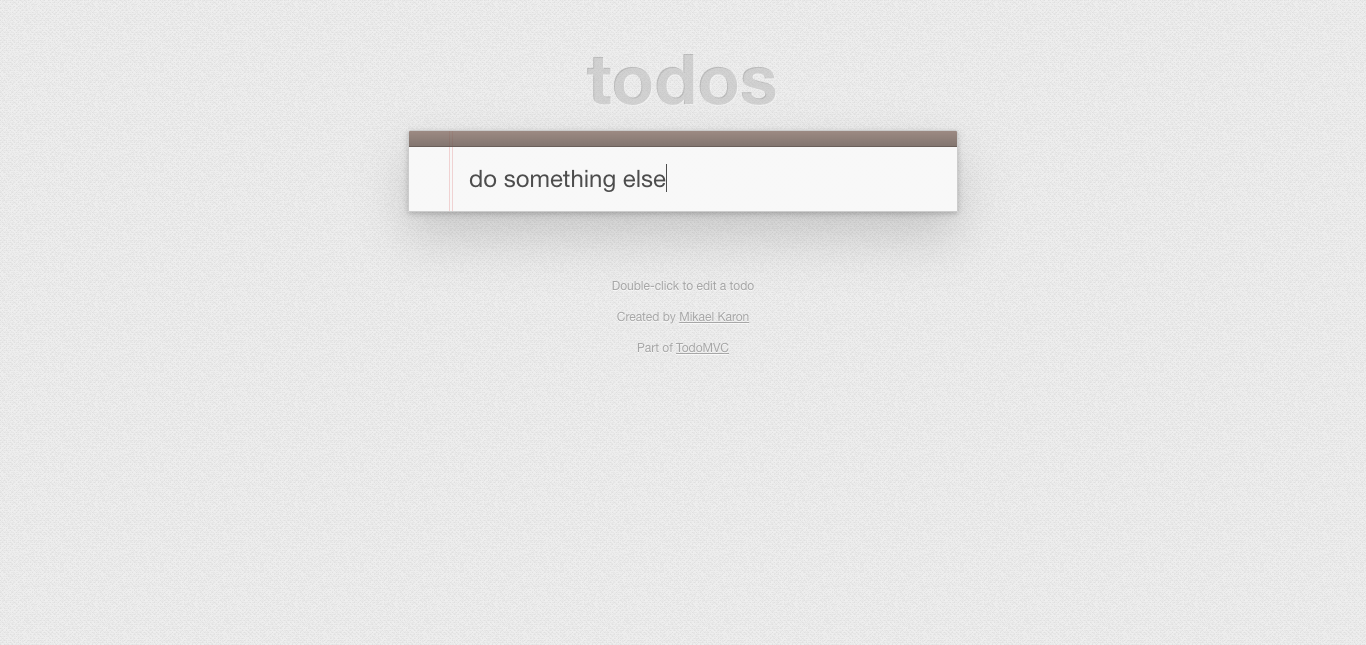 todos
do something else
Double-click to edit a todo
Created by Mikael Karon
Part of TodoMVC